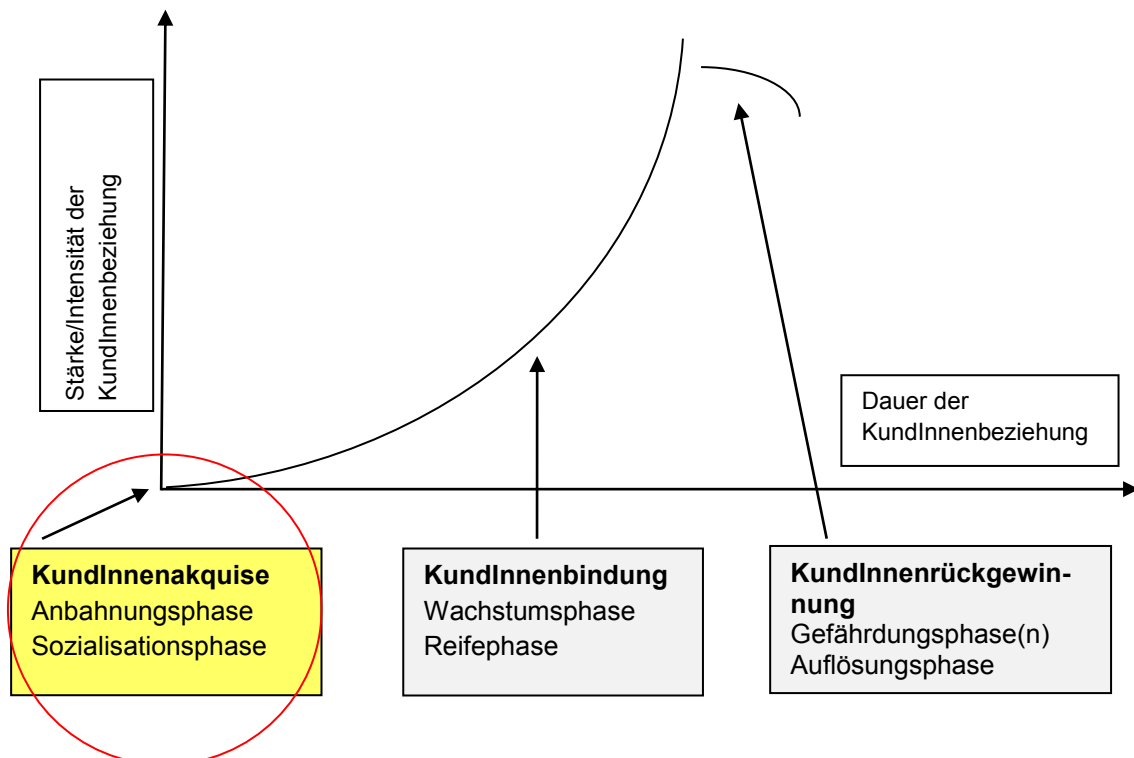 Stärke/Intensität der
KundInnenbeziehung
Dauer der
KundInnenbeziehung
KundInnenakquise
Anbahnungsphase
Sozialisationsphase
KundInnenbindung
Wachstumsphase
Reifephase
KundInnenrückgewin-
nung
Gefährdungsphase(n)
Auflösungsphase